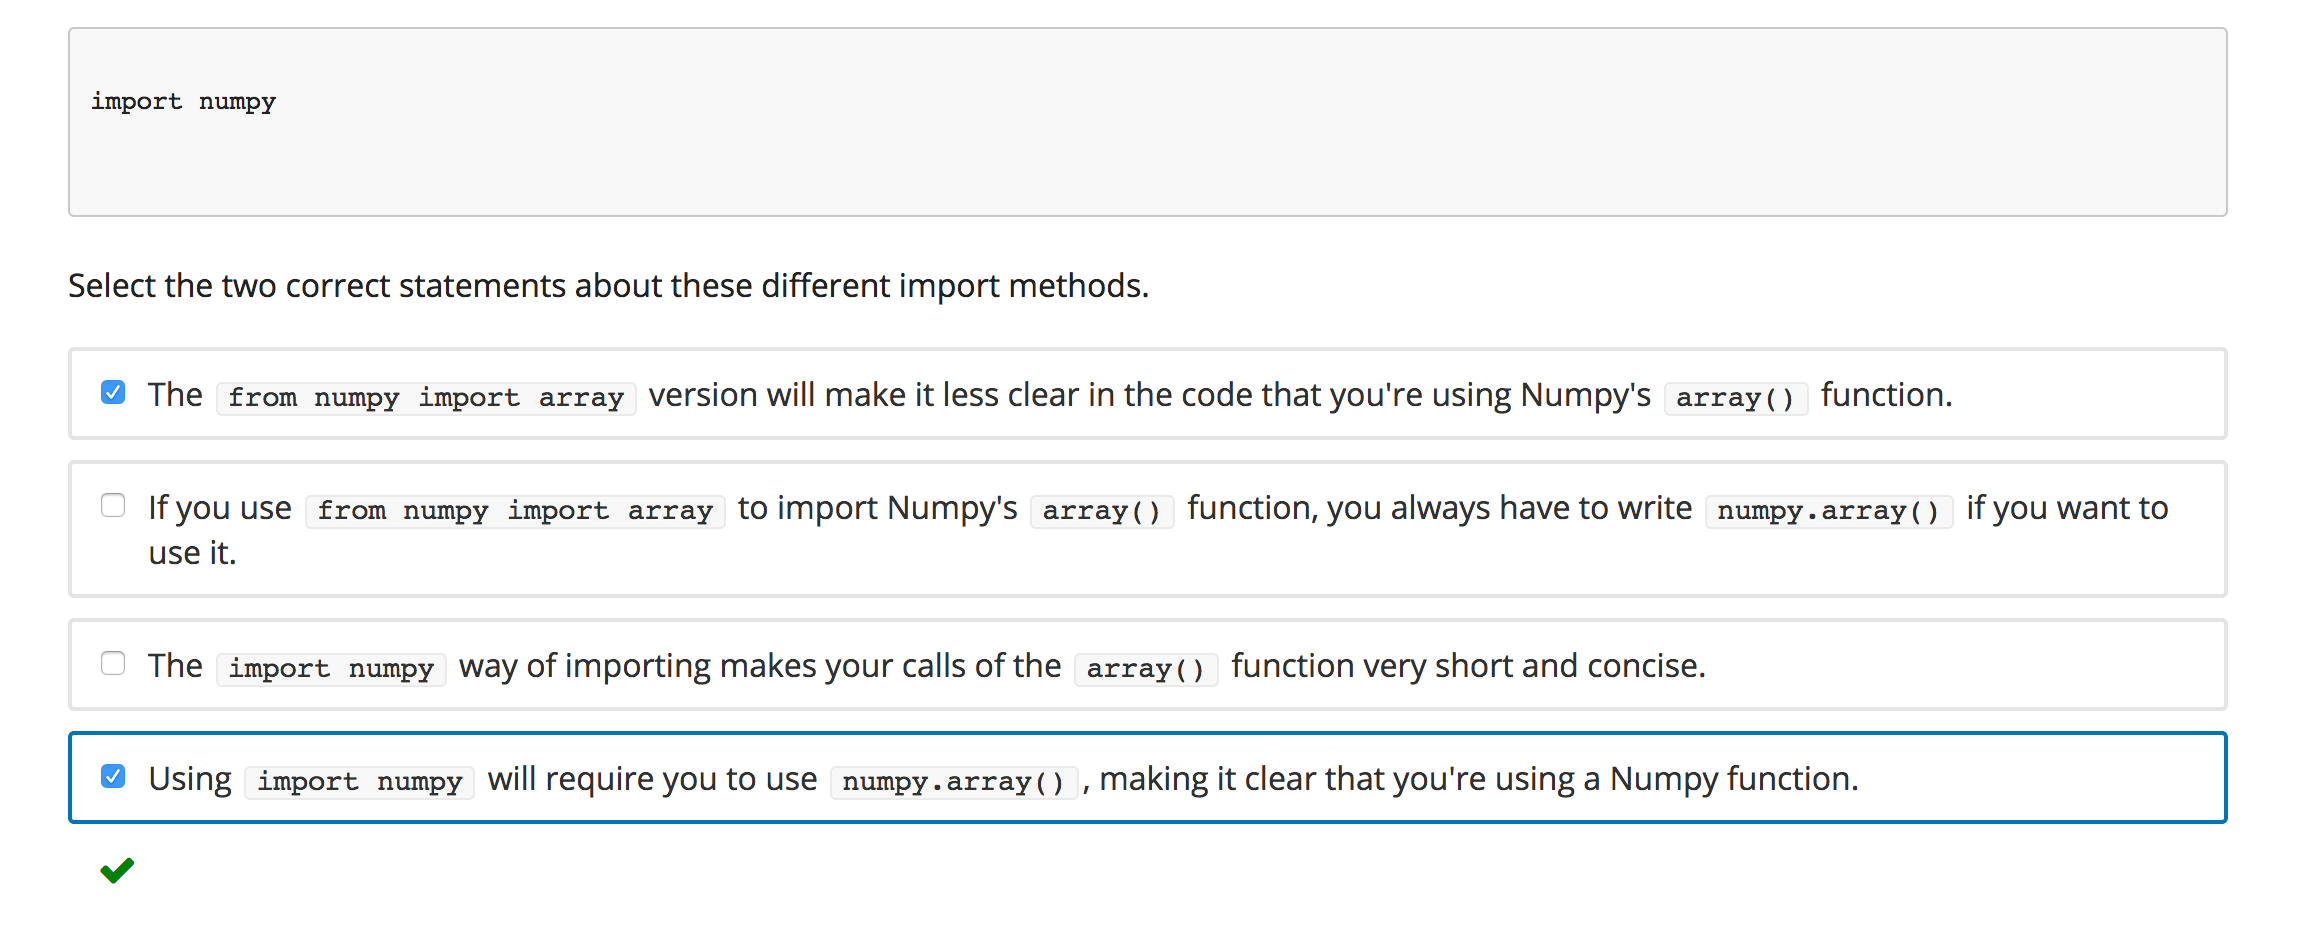 import numpy
Select the two correct statements about these different import methods.
The from numpy import array version will make it less clear in the code that you're using Numpy's array() function.
If you use from numpy import array to import Numpy's array() function, you always have to write numpy.array() if you want to
use it.
The import numpy way of importing makes your calls of the array() function very short and concise.
Using import numpy will require you to use numpy.array(), making it clear that you're using a Numpy function.